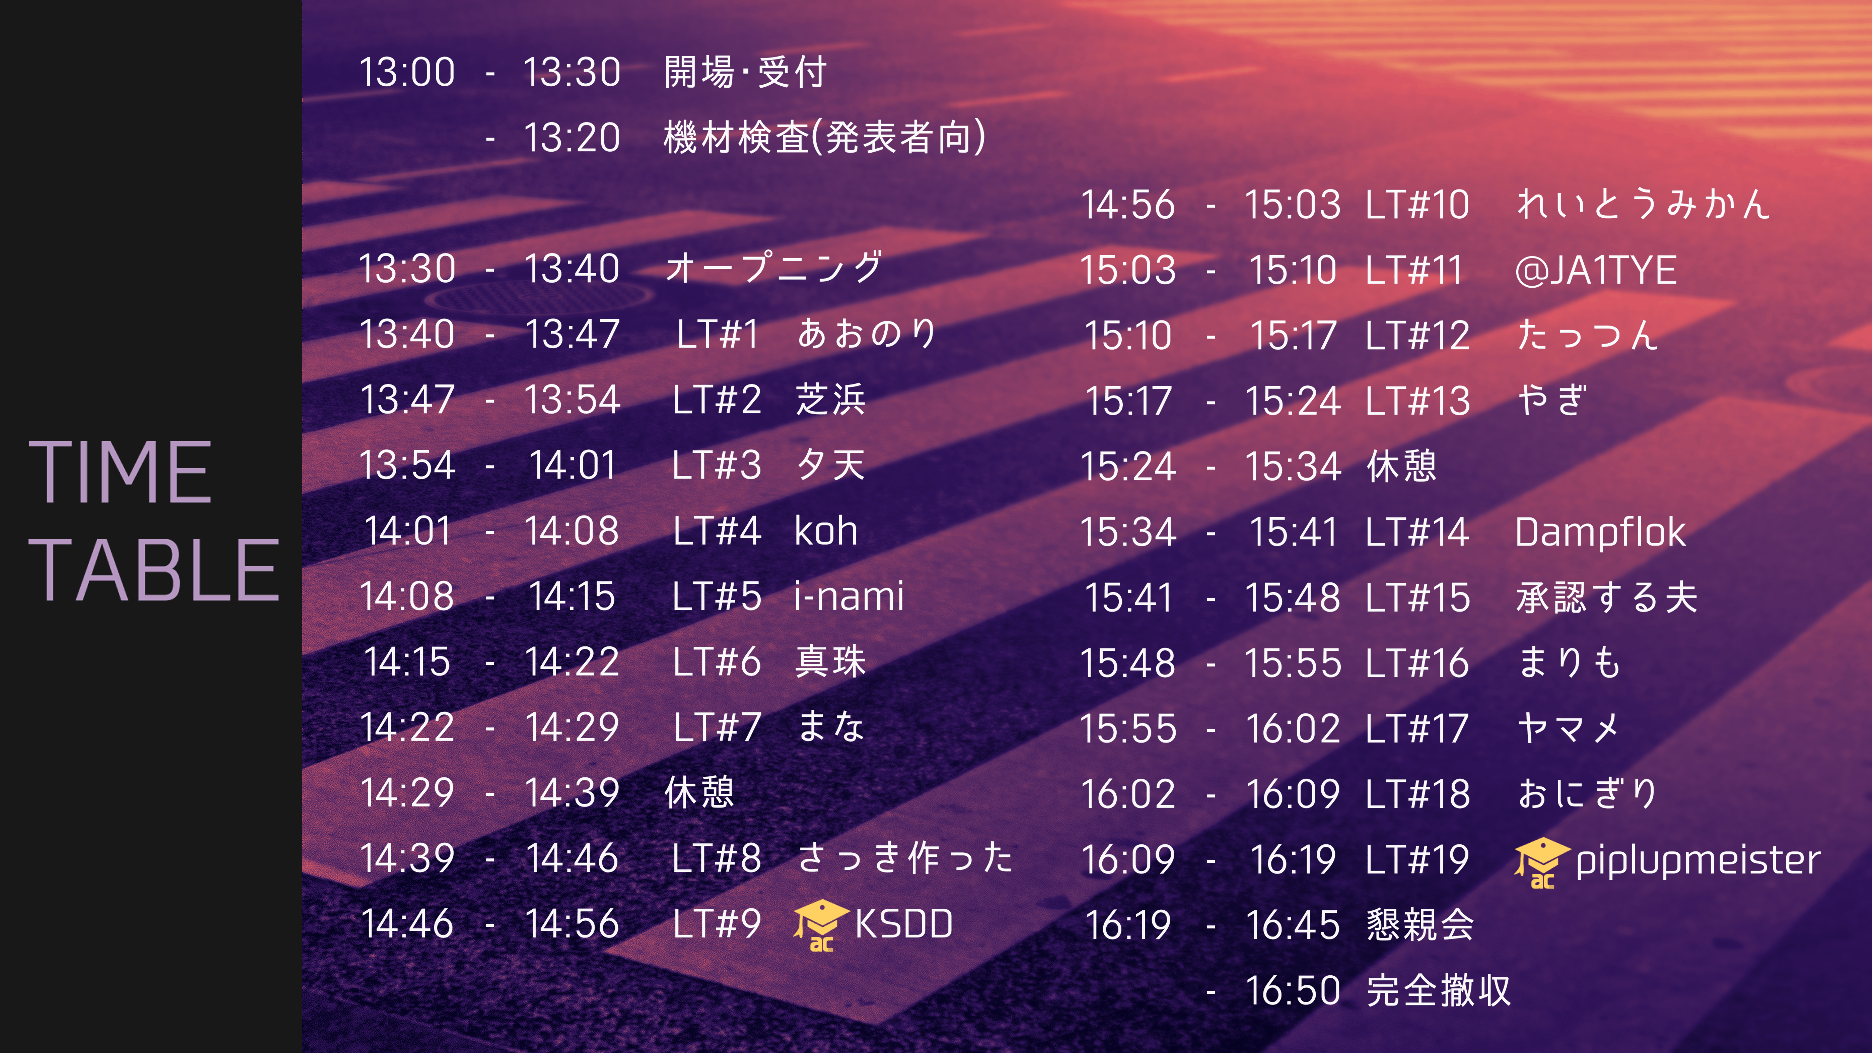 TIME
TABLE
13:00 - 13:30 開場・受付
- 13:20 機材検査(発表者向)
13:30 - 13:40 オープニング
13:40 - 13:47 LT#1 あおのり
13:47 - 13:54 LT#2 芝浜
13:54 - 14:01 LT#3 夕天
14:01 - 14:08 LT#4 koh
14:08 - 14:15 LT#5 i-nami
14:15 - 14:22 LT#6 真珠
14:22 - 14:29 LT#7 まな
14:29 - 14:39 休憩
14:39 - 14:46 LT#8 さっき作った
14:46 - 14:56 LT#9 ac KSDD
14:56 - 15:03 LT#10 れいとうみかん
15:03 - 15:10 LT#11 @JA1TYE
15:10 - 15:17 LT#12 たっつん
15:17 - 15:24 LT#13 やぎ
15:24 - 15:34 休憩
15:34 - 15:41 LT#14 Dampflok
15:41 - 15:48 LT#15 承認する夫
15:48 - 15:55 LT#16 まりも
15:55 - 16:02 LT#17 ヤマメ
16:02 - 16:09 LT#18 おにぎり
16:09 - 16:19 LT#19 ac piplupmeister
16:19 - 16:45 懇親会
- 16:50 完全撤収